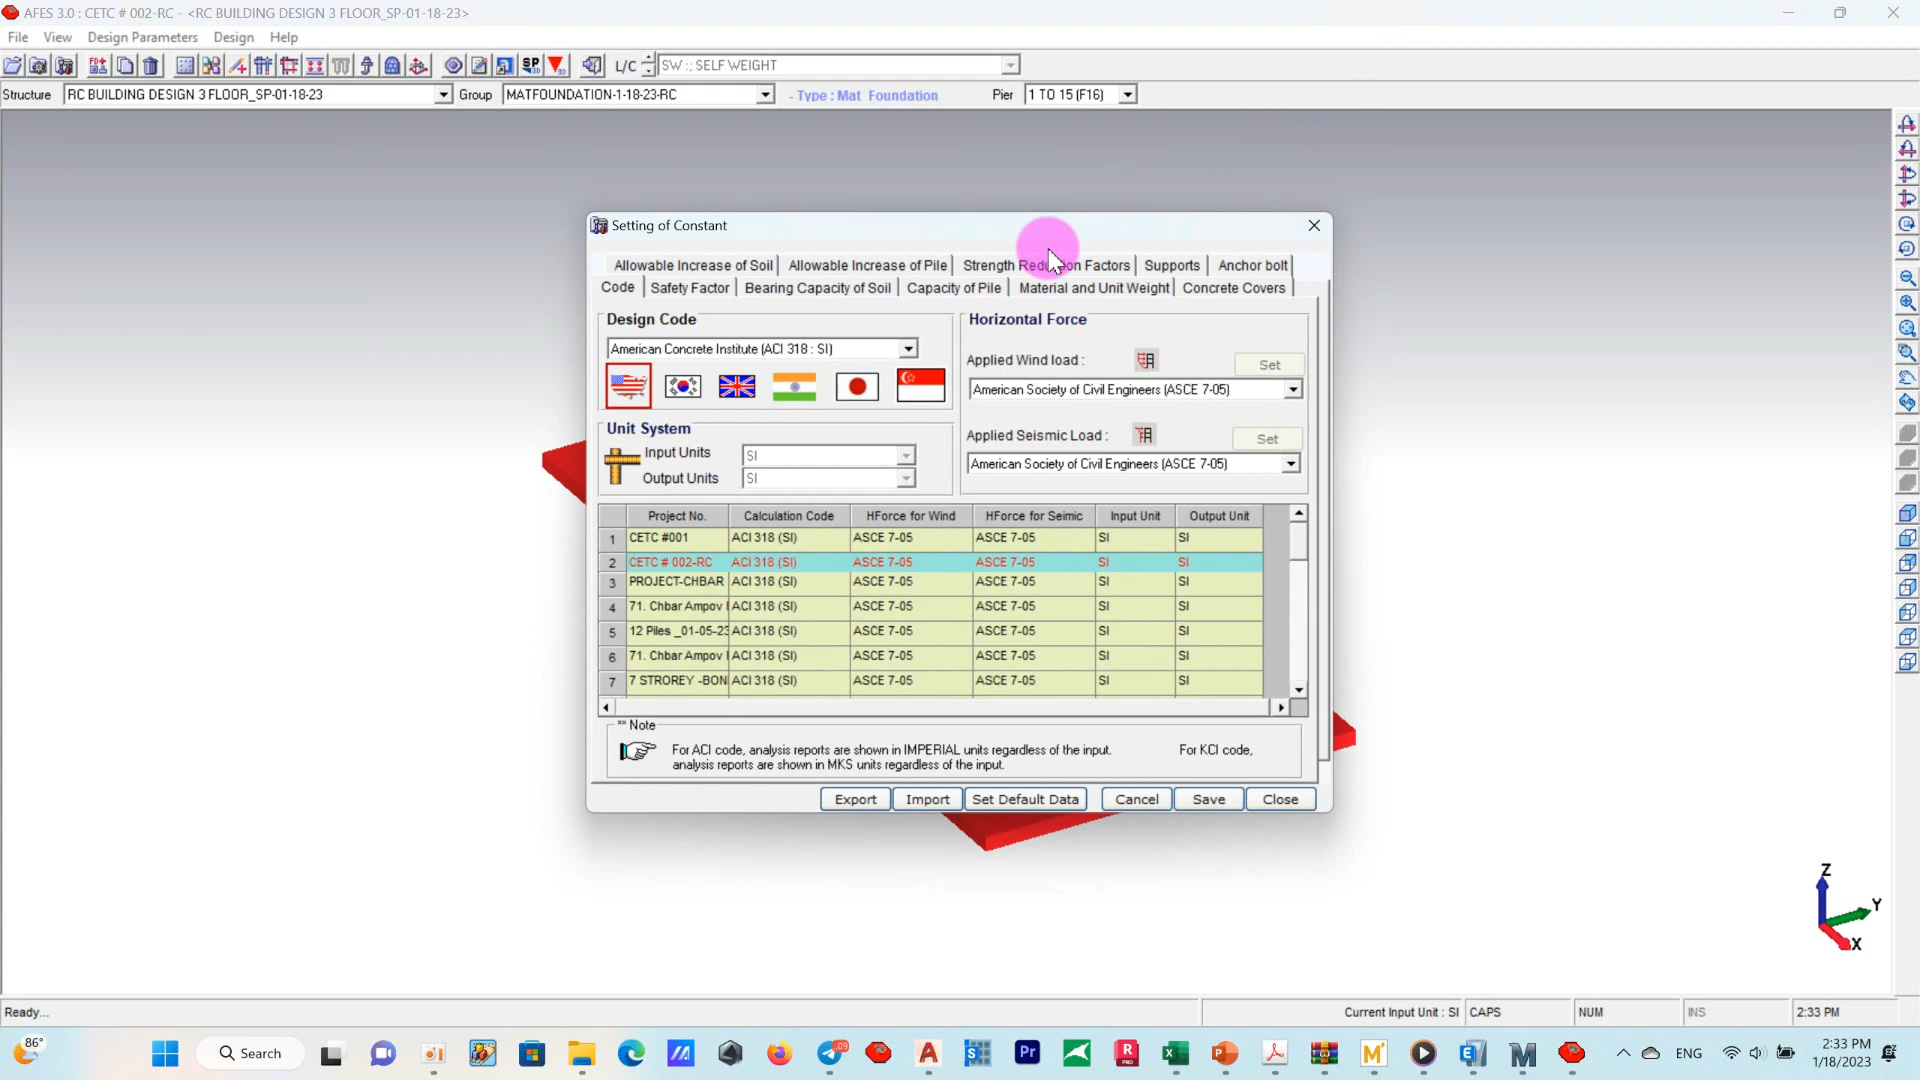 AFES 3.0 : CETC # 002-RC - <RC BUILDING DESIGN 3 FLOOR_SP-01-18-23>
File View Design Parameters Design Help
L/C SW :; SELF WEIGHT
Structure RC BUILDING DESIGN 3 FLOOR_SP-01-18-23 Group MATFOUNDATION-1-18-23-RC - Type : Mat Foundation Pier 1 TO 15 (F16)
Setting of Constant
Allowable Increase of Soil Allowable Increase of Pile Strength Reduction Factors Supports Anchor bolt
Code Safety Factor Bearing Capacity of Soil Capacity of Pile Material and Unit Weight Concrete Covers
Design Code
American Concrete Institute (ACI 318 : SI)
Horizontal Force
Applied Wind load : Set
American Society of Civil Engineers (ASCE 7-05)
Unit System
Input Units SI
Output Units SI
Applied Seismic Load : Set
American Society of Civil Engineers (ASCE 7-05)
Project No. Calculation Code HForce for Wind HForce for Seimic Input Unit Output Unit
1 CETC #001 ACI 318 (SI) ASCE 7-05 ASCE 7-05 SI SI
2 CETC # 002-RC ACI 318 (SI) ASCE 7-05 ASCE 7-05 SI SI
3 PROJECT-CHBAR ACI 318 (SI) ASCE 7-05 ASCE 7-05 SI SI
4 71. Chbar Ampov ACI 318 (SI) ASCE 7-05 ASCE 7-05 SI SI
5 12 Piles _01-05-23 ACI 318 (SI) ASCE 7-05 ASCE 7-05 SI SI
6 71. Chbar Ampov ACI 318 (SI) ASCE 7-05 ASCE 7-05 SI SI
7 7 STROREY -BON ACI 318 (SI) ASCE 7-05 ASCE 7-05 SI SI
** Note
For ACI code, analysis reports are shown in IMPERIAL units regardless of the input. For KCI code,
analysis reports are shown in MKS units regardless of the input.
Export Import Set Default Data Cancel Save Close
Z
Y
X
Ready... Current Input Unit : SI CAPS NUM INS 2:33 PM
86° Search ENG 2:33 PM
1/18/2023